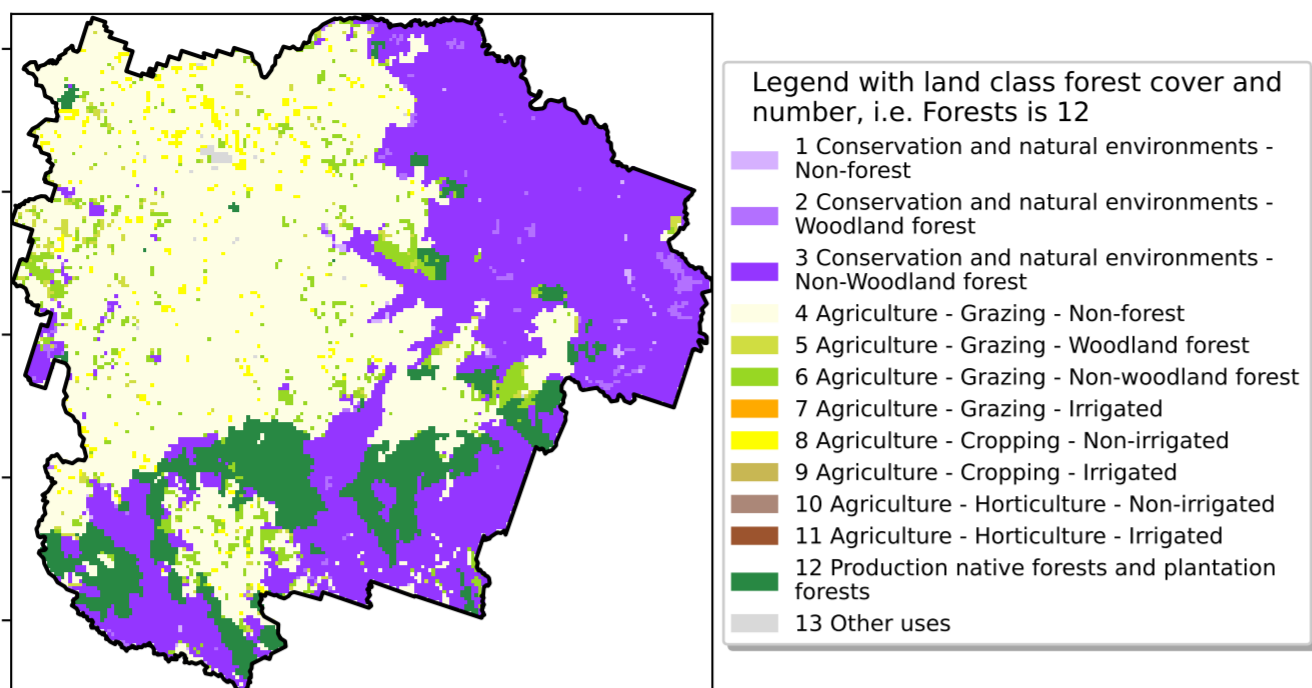 Legend with land class forest cover and
number, i.e. Forests is 12
1 Conservation and natural environments -
Non-forest
2 Conservation and natural environments -
Woodland forest
3 Conservation and natural environments -
Non-Woodland forest
4 Agriculture - Grazing - Non-forest
5 Agriculture - Grazing - Woodland forest
6 Agriculture - Grazing - Non-woodland forest
7 Agriculture - Grazing - Irrigated
8 Agriculture - Cropping - Non-irrigated
9 Agriculture - Cropping - Irrigated
10 Agriculture - Horticulture - Non-irrigated
11 Agriculture - Horticulture - Irrigated
12 Production native forests and plantation
forests
13 Other uses